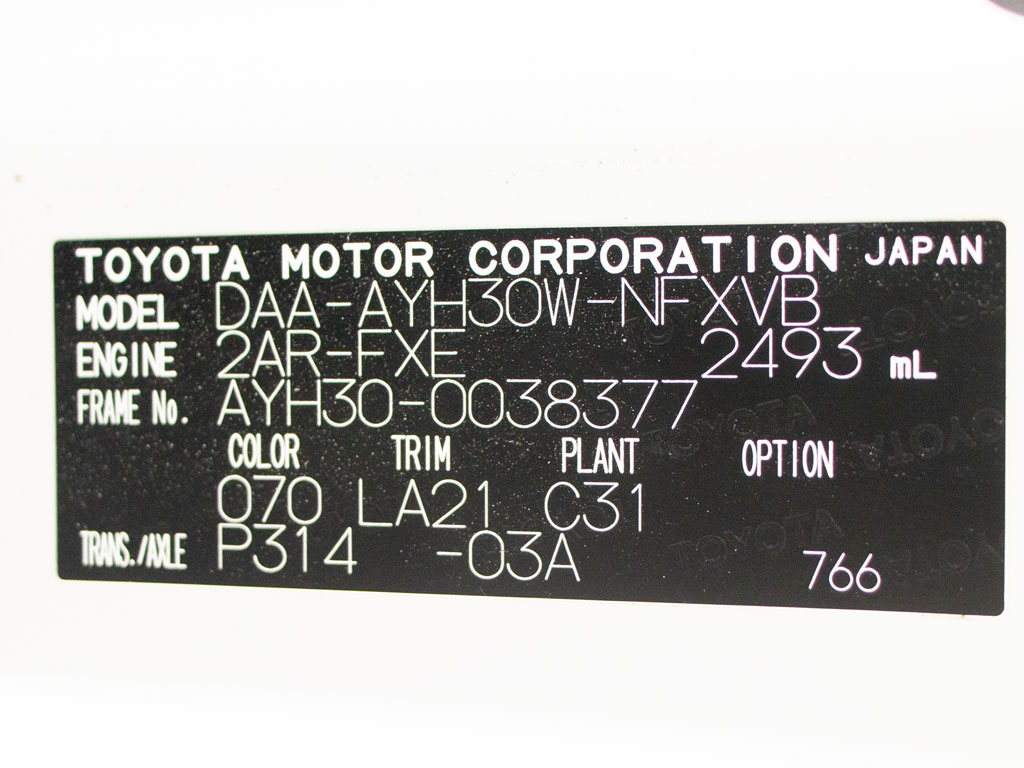 TOYOTA MOTOR CORPORATION JAPAN
MODEL DAA-AYH30W-NFXVB
ENGINE 2AR-FXE 2493 mL
FRAME No. AYH30-0038377
COLOR TRIM PLANT OPTION
070 LA21 C31
TRANS./AXLE P314 -03A 766